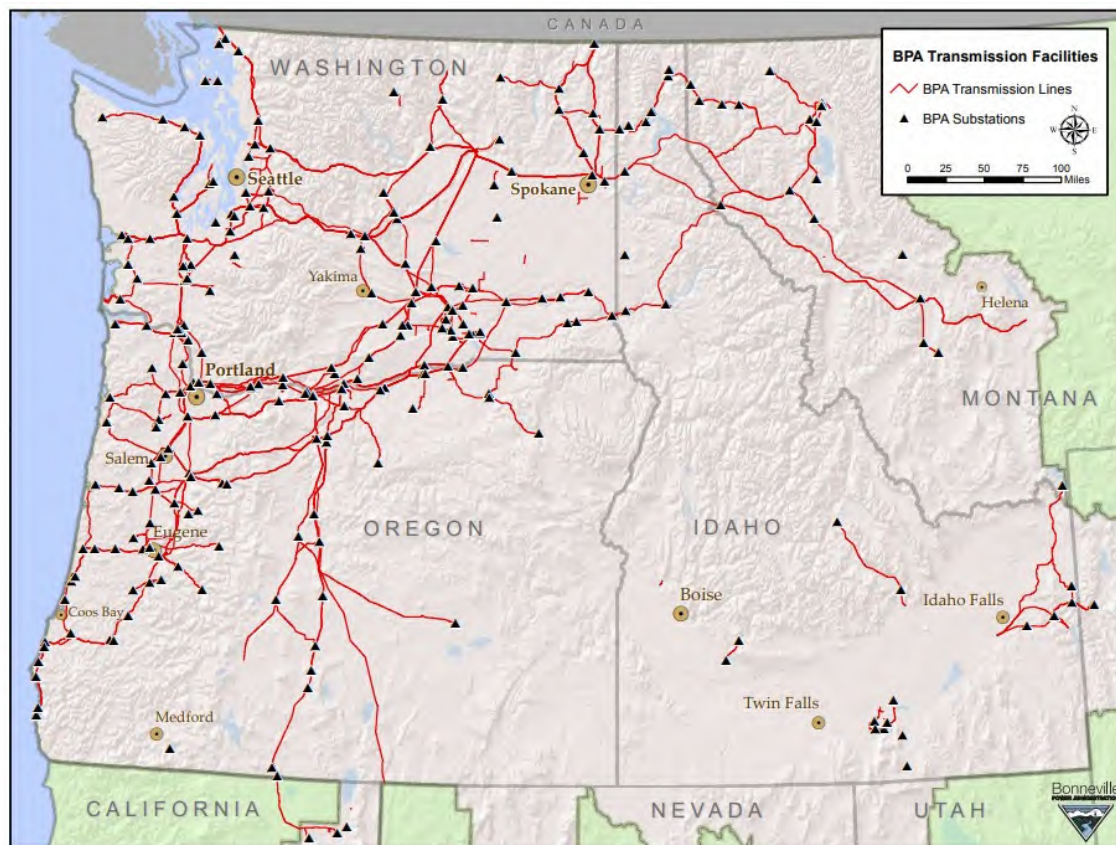 CANADA
WASHINGTON
BPA Transmission Facilities
BPA Transmission Lines
BPA Substations
N
W E
S
0 25 50 75 100
Miles
Seattle
Spokane
Yakima
Helena
Portland
MONTANA
Salem
OREGON
IDAHO
Eugene
Boise
Idaho Falls
Coos Bay
Twin Falls
Medford
CALIFORNIA
NEVADA
UTAH
Bonneville
POWER ADMINISTRATION